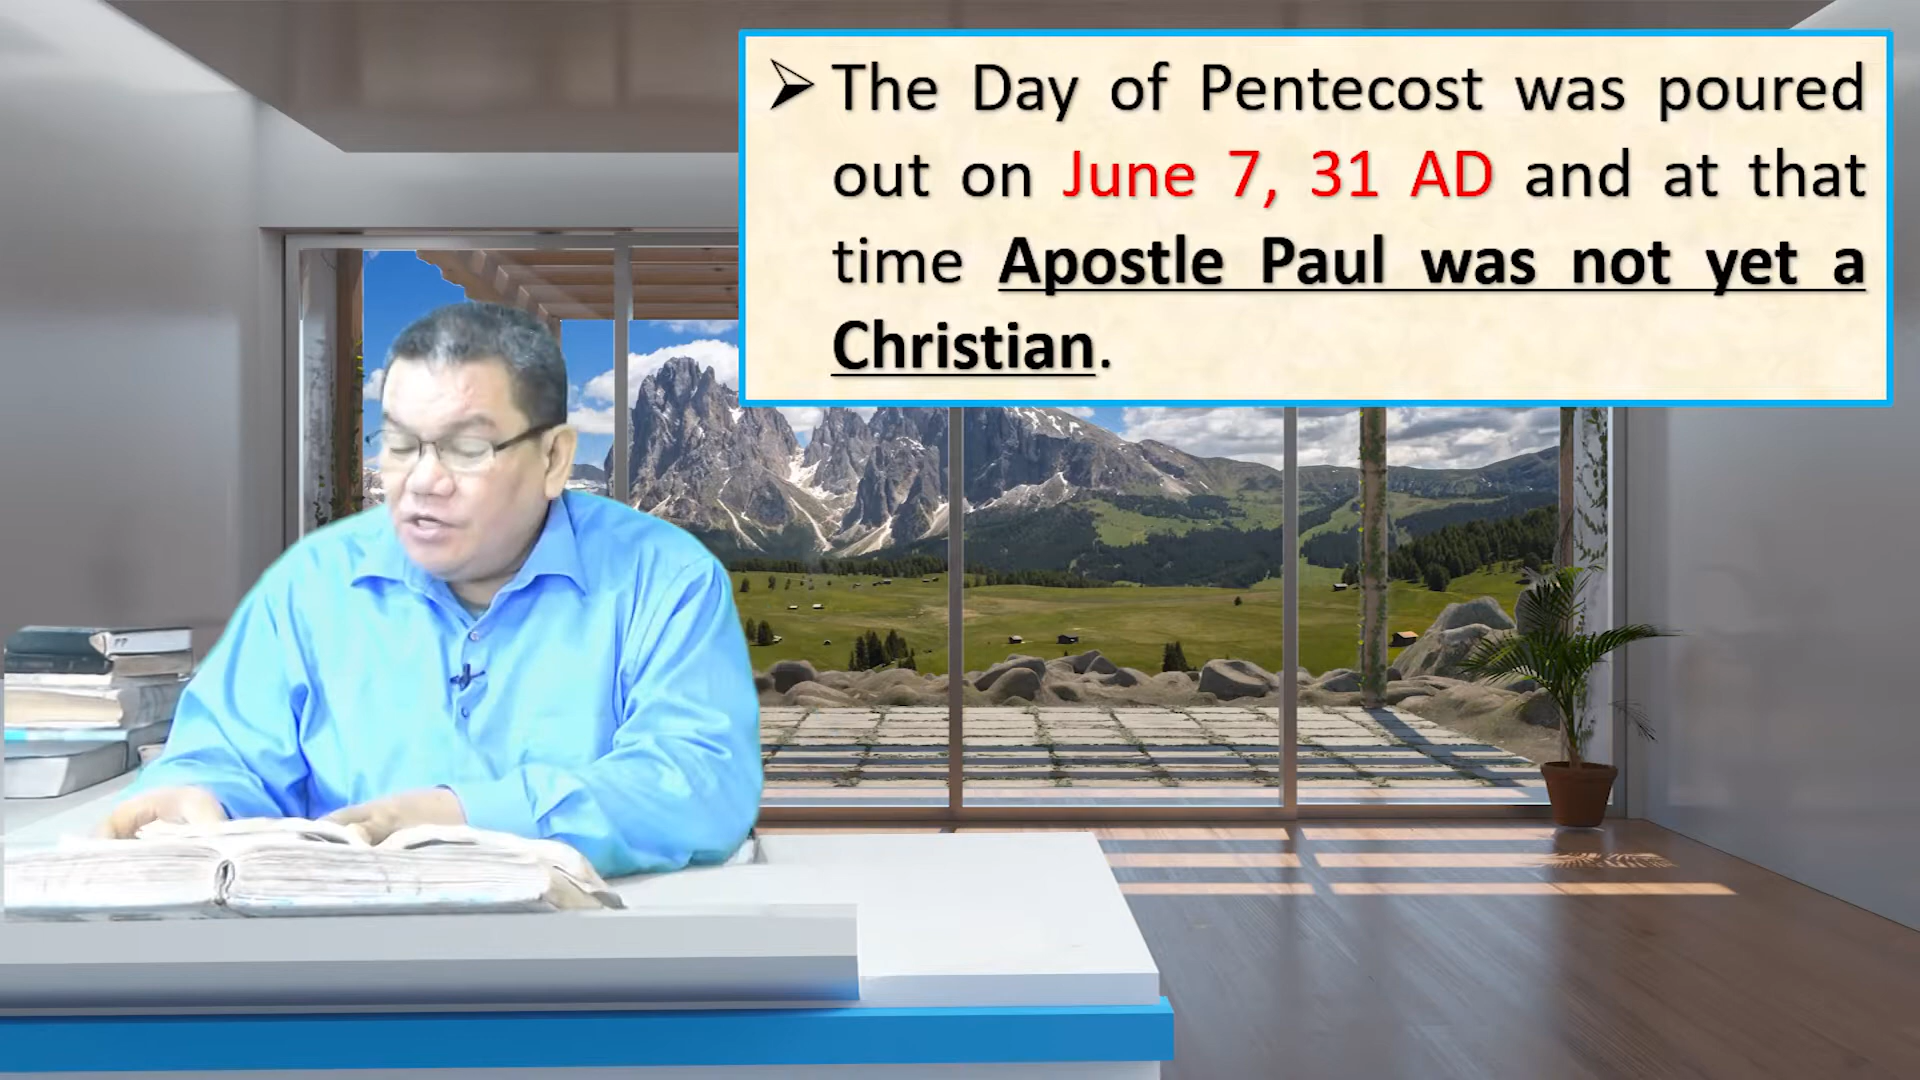 ➢ The Day of Pentecost was poured
out on June 7, 31 AD and at that
time Apostle Paul was not yet a
Christian.